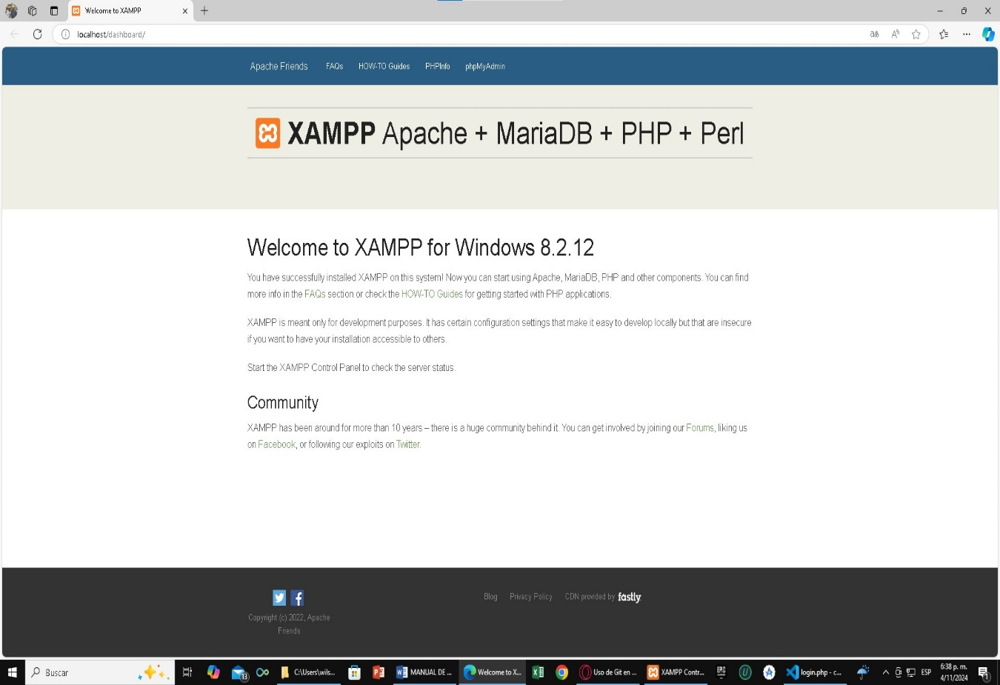 Welcome to XAMPP
localhost/dashboard/
Apache Friends FAQs HOW-TO Guides PHPInfo phpMyAdmin
XAMPP Apache + MariaDB + PHP + Perl
Welcome to XAMPP for Windows 8.2.12
You have successfully installed XAMPP on this system! Now you can start using Apache, MariaDB, PHP and other components. You can find
more info in the FAQs section or check the HOW-TO Guides for getting started with PHP applications.
XAMPP is meant only for development purposes. It has certain configuration settings that make it easy to develop locally but that are insecure
if you want to have your installation accessible to others.
Start the XAMPP Control Panel to check the server status.
Community
XAMPP has been around for more than 10 years – there is a huge community behind it. You can get involved by joining our Forums, liking us
on Facebook, or following our exploits on Twitter.
Blog Privacy Policy CDN provided by fastly
Copyright (c) 2022, Apache
Friends
Buscar
13
C:\Users\wils...
MANUAL DE ...
Welcome to X...
Uso de Git en ...
XAMPP Contr...
EPIC
login.php - c...
ESP
6:38 p. m.
4/11/2024
1